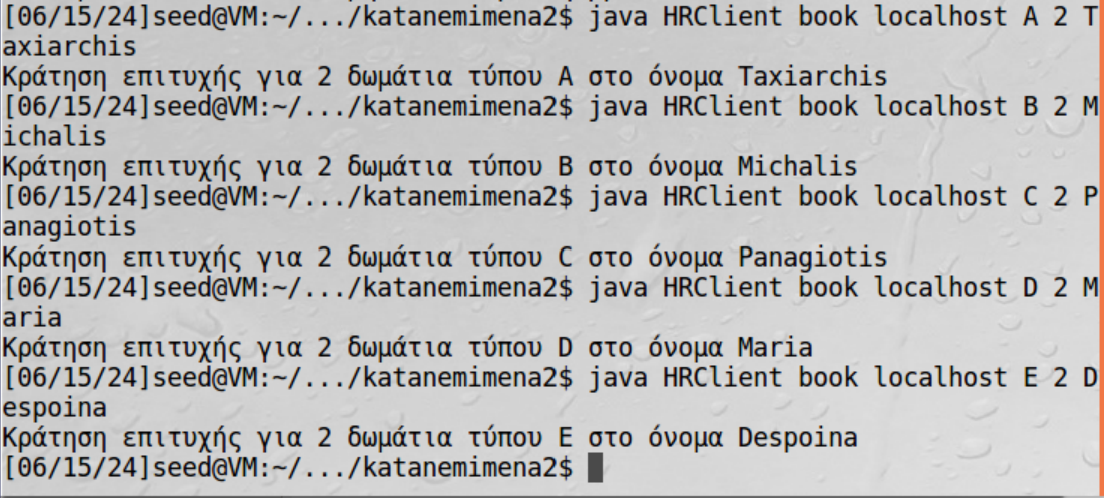 [06/15/24]seed@VM:~/.../katanemimena2$ java HRClient book localhost A 2 T
axiarchis
Κράτηση επιτυχής για 2 δωμάτια τύπου A στο όνομα Taxiarchis
[06/15/24]seed@VM:~/.../katanemimena2$ java HRClient book localhost B 2 M
ichalis
Κράτηση επιτυχής για 2 δωμάτια τύπου B στο όνομα Michalis
[06/15/24]seed@VM:~/.../katanemimena2$ java HRClient book localhost C 2 P
anagiotis
Κράτηση επιτυχής για 2 δωμάτια τύπου C στο όνομα Panagiotis
[06/15/24]seed@VM:~/.../katanemimena2$ java HRClient book localhost D 2 M
aria
Κράτηση επιτυχής για 2 δωμάτια τύπου D στο όνομα Maria
[06/15/24]seed@VM:~/.../katanemimena2$ java HRClient book localhost E 2 D
espoina
Κράτηση επιτυχής για 2 δωμάτια τύπου E στο όνομα Despoina
[06/15/24]seed@VM:~/.../katanemimena2$